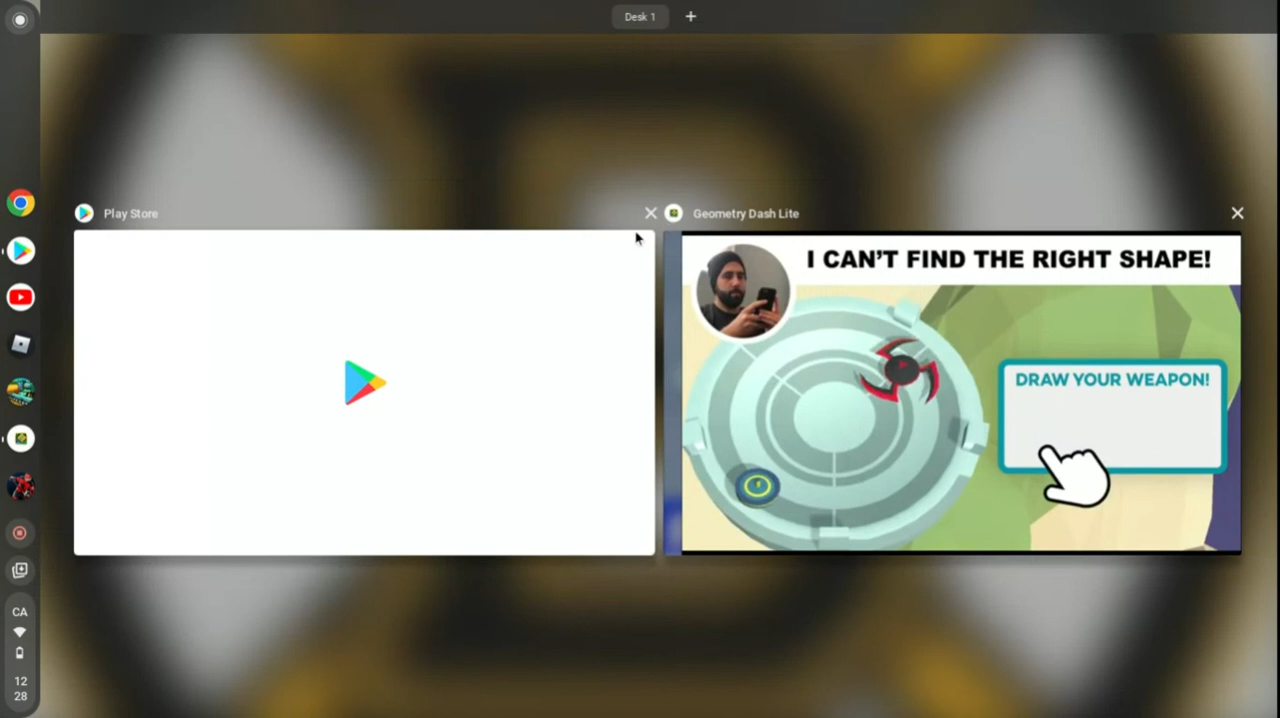 Desk 1
Play Store
Geometry Dash Lite
I CAN'T FIND THE RIGHT SHAPE!
DRAW YOUR WEAPON!
CA
12
28